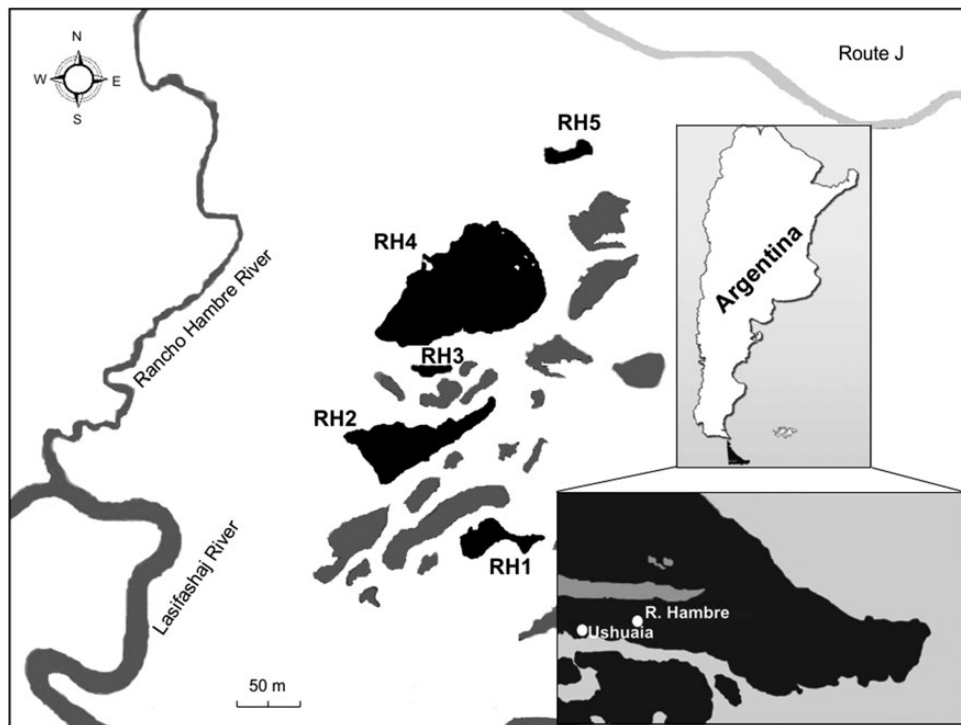 N
W E
S
Route J
RH5
RH4
Argentina
Rancho Hambre River
RH3
RH2
RH1
Lasifashaj River
R. Hambre
Ushuaia
50 m